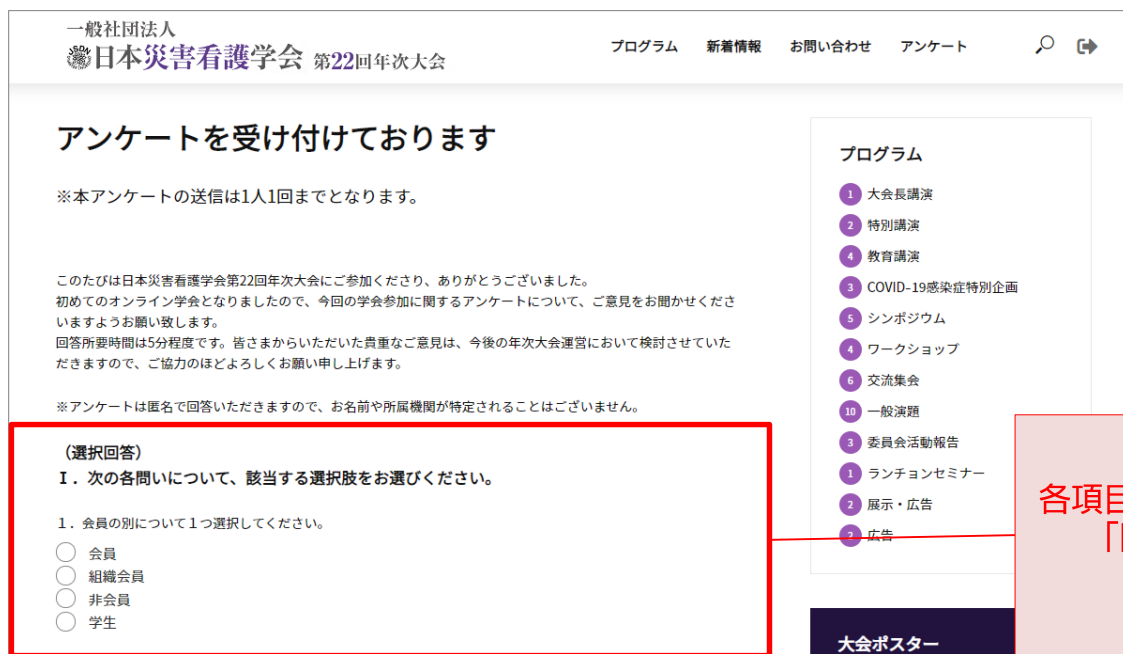 一般社団法人
日本災害看護学会 第22回年次大会
プログラム 新着情報 お問い合わせ アンケート
アンケートを受け付けております
※本アンケートの送信は1人1回までとなります。
このたびは日本災害看護学会第22回年次大会にご参加くださり、ありがとうございました。
初めてのオンライン学会となりましたので、今回の学会参加に関するアンケートについて、ご意見をお聞かせくださ
いますようお願い致します。
回答所要時間は5分程度です。皆さまからいただいた貴重なご意見は、今後の年次大会運営において検討させていた
だきますので、ご協力のほどよろしくお願い申し上げます。
※アンケートは匿名で回答いただきますので、お名前や所属機関が特定されることはございません。
（選択回答）
Ⅰ．次の各問いについて、該当する選択肢をお選びください。
１．会員の別について１つ選択してください。
会員
組織会員
非会員
学生
プログラム
1 大会長講演
2 特別講演
4 教育講演
3 COVID-19感染症特別企画
5 シンポジウム
4 ワークショップ
6 交流集会
10 一般演題
3 委員会活動報告
1 ランチョンセミナー
2 展示・広告
2 広告
大会ポスター
各項目